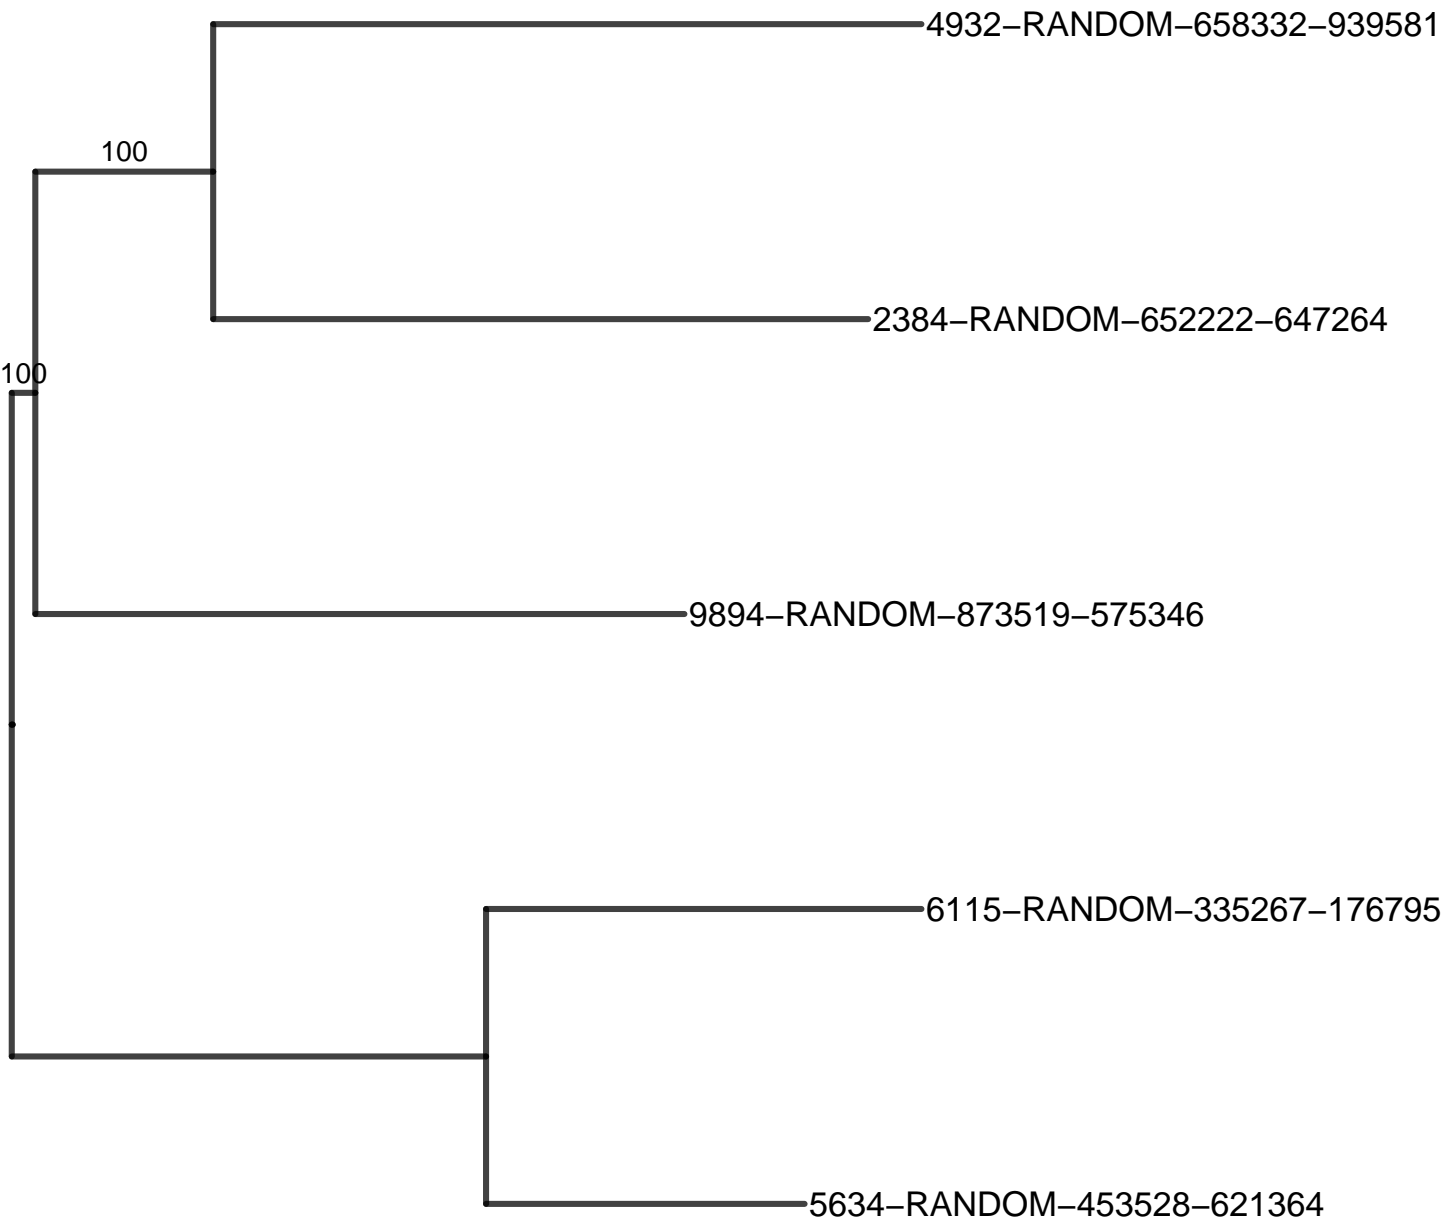 4932–RANDOM–658332–939581
100
2384–RANDOM–652222–647264
100
9894–RANDOM–873519–575346
6115–RANDOM–335267–176795
5634–RANDOM–453528–621364